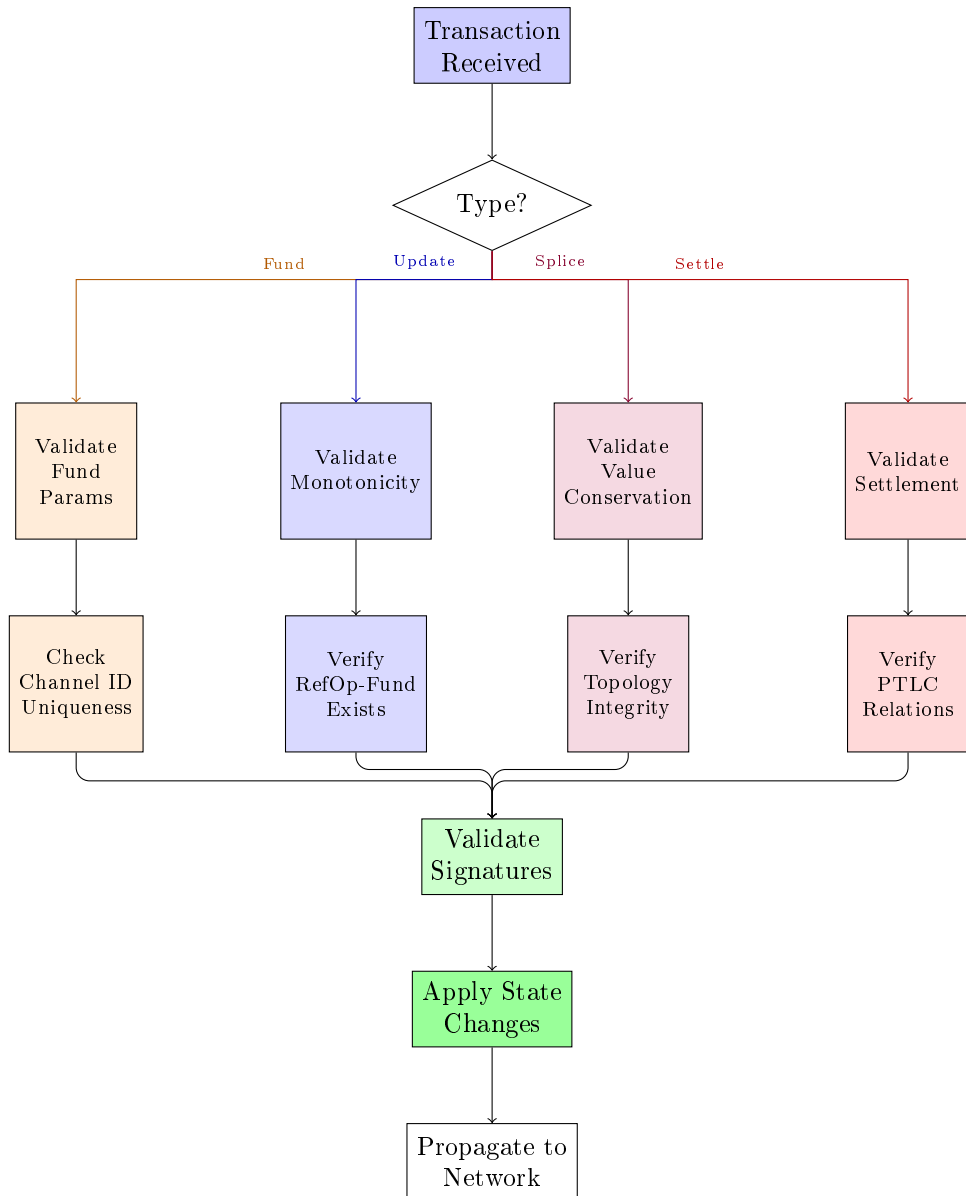 Transaction
Received
Type?
Fund
Update
Splice
Settle
Validate
Fund
Params
Validate
Monotonicity
Validate
Value
Conservation
Validate
Settlement
Check
Channel ID
Uniqueness
Verify
RefOp-Fund
Exists
Verify
Topology
Integrity
Verify
PTLC
Relations
Validate
Signatures
Apply State
Changes
Propagate to
Network